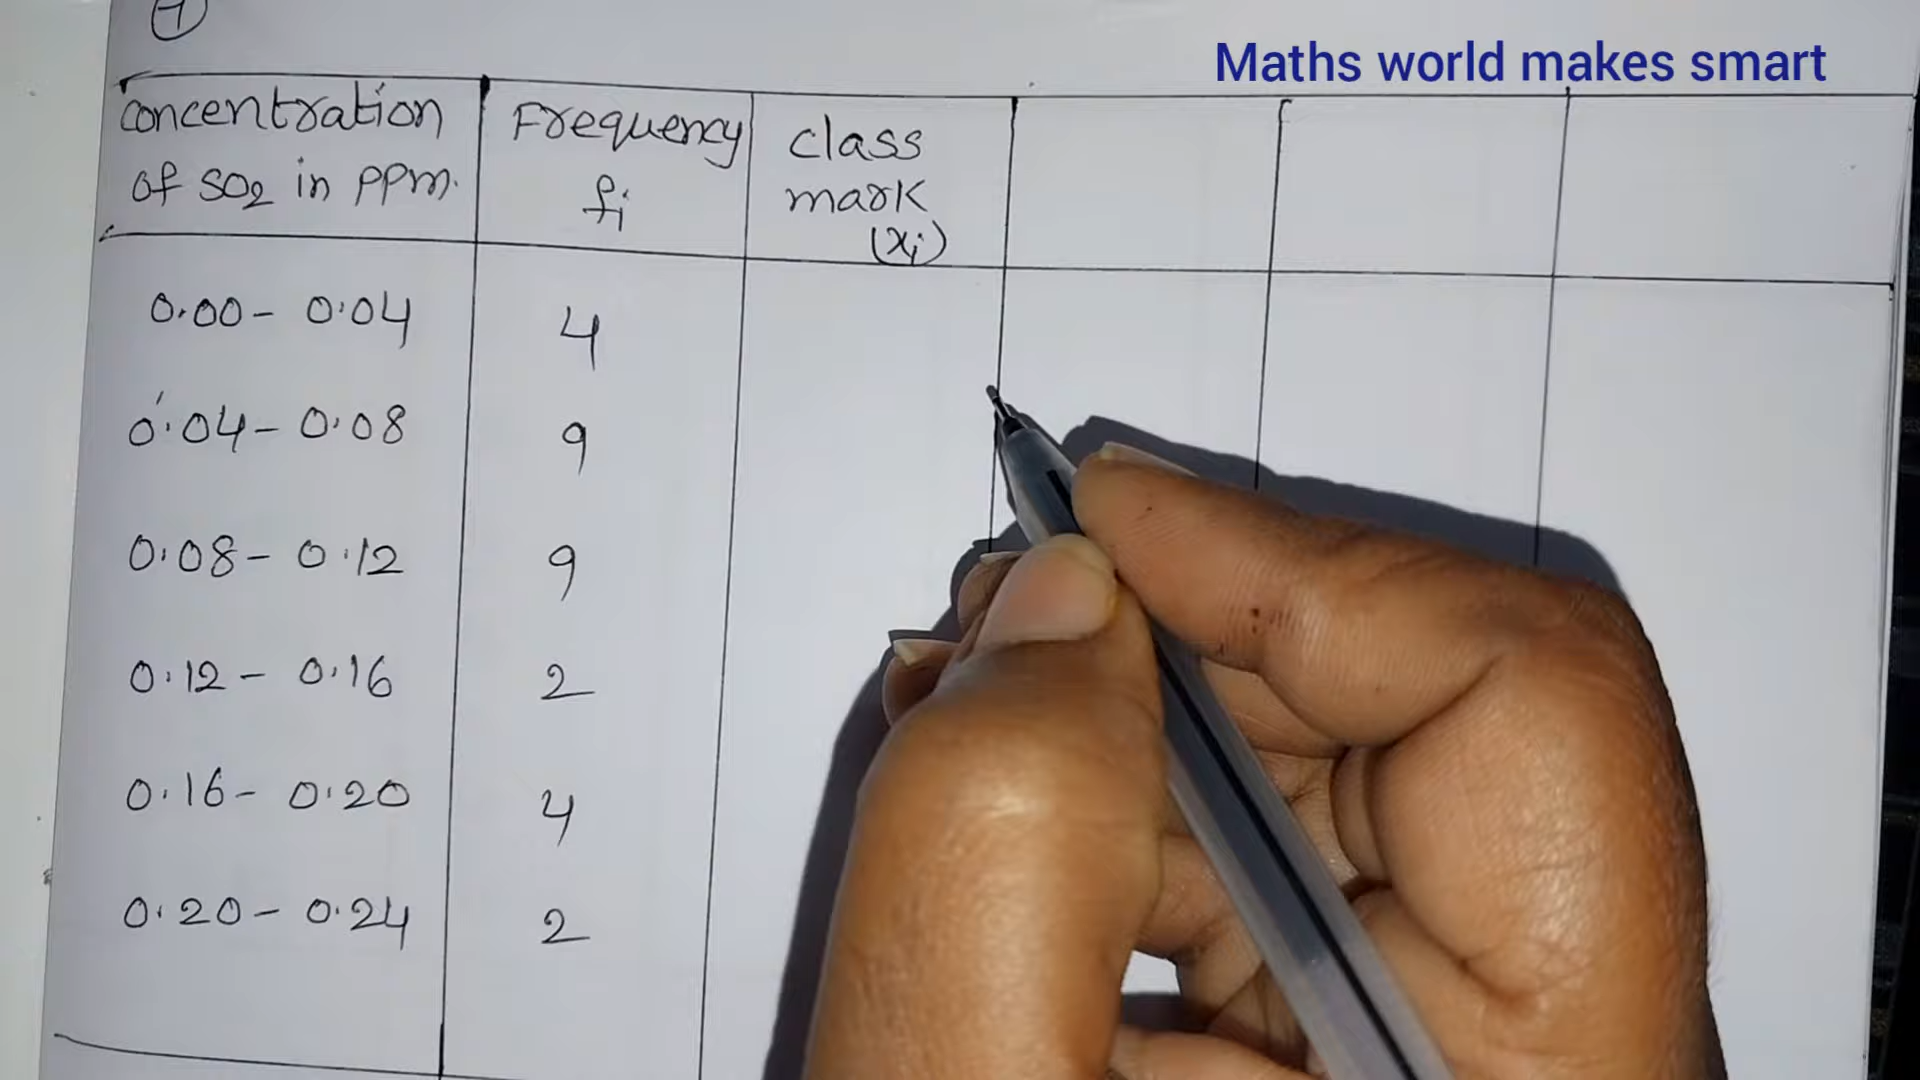 Maths world makes smart
concentration
of SO2 in PPm.
Frequency
fi
class
mark
(xi)
0.00 - 0.04
4
0.04 - 0.08
9
0.08 - 0.12
9
0.12 - 0.16
2
0.16 - 0.20
4
0.20 - 0.24
2